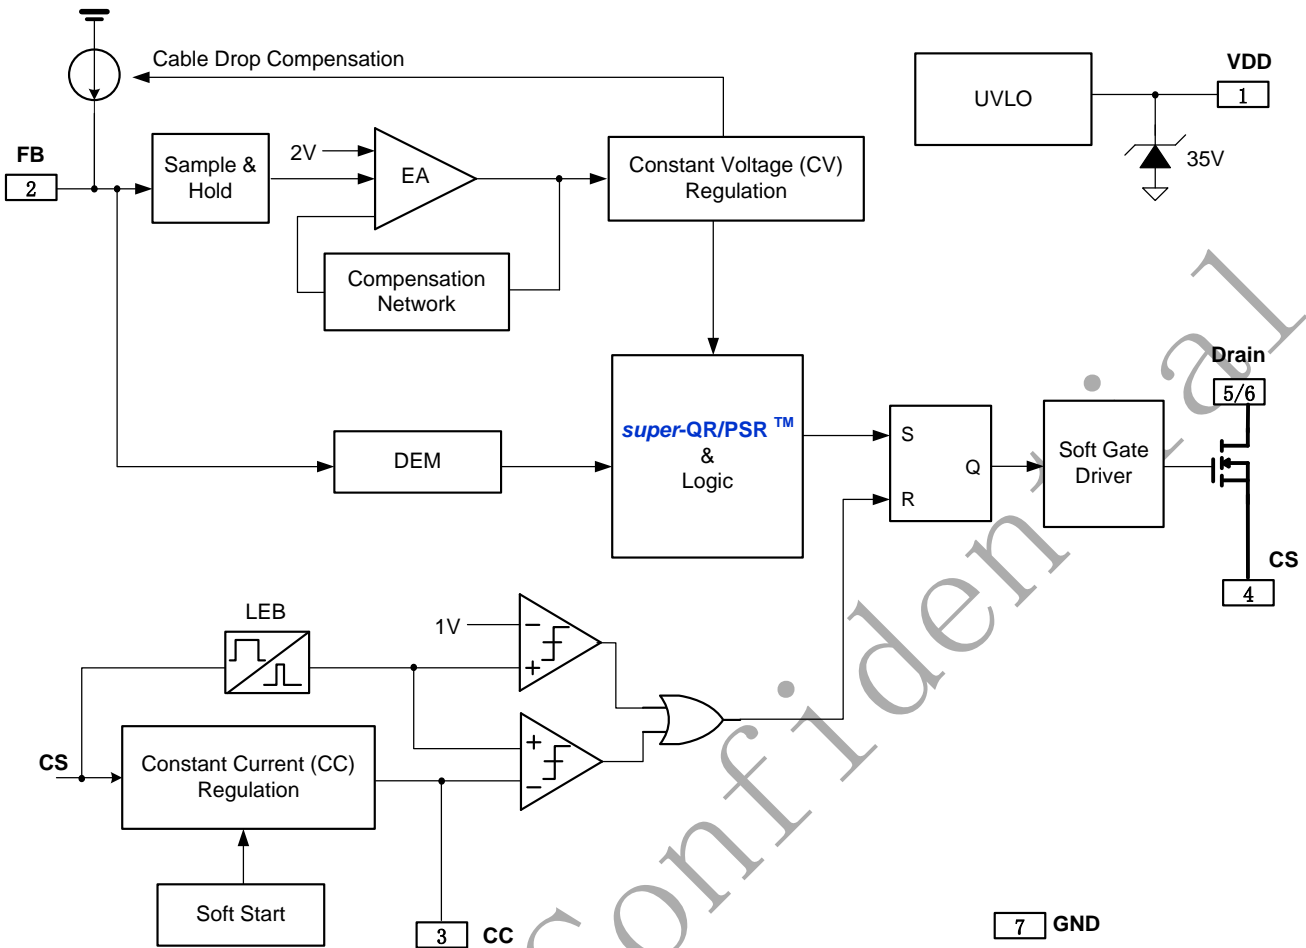 Cable Drop Compensation
VDD
1
UVLO
35V
FB
2
Sample &
Hold
2V
EA
Constant Voltage (CV)
Regulation
Compensation
Network
Drain
5/6
super-QR/PSR TM
&
Logic
DEM
S
Q
R
Soft Gate
Driver
CS
4
LEB
1V
−
+
+
−
CS
Constant Current (CC)
Regulation
Soft Start
3 CC
7 GND
Confidential